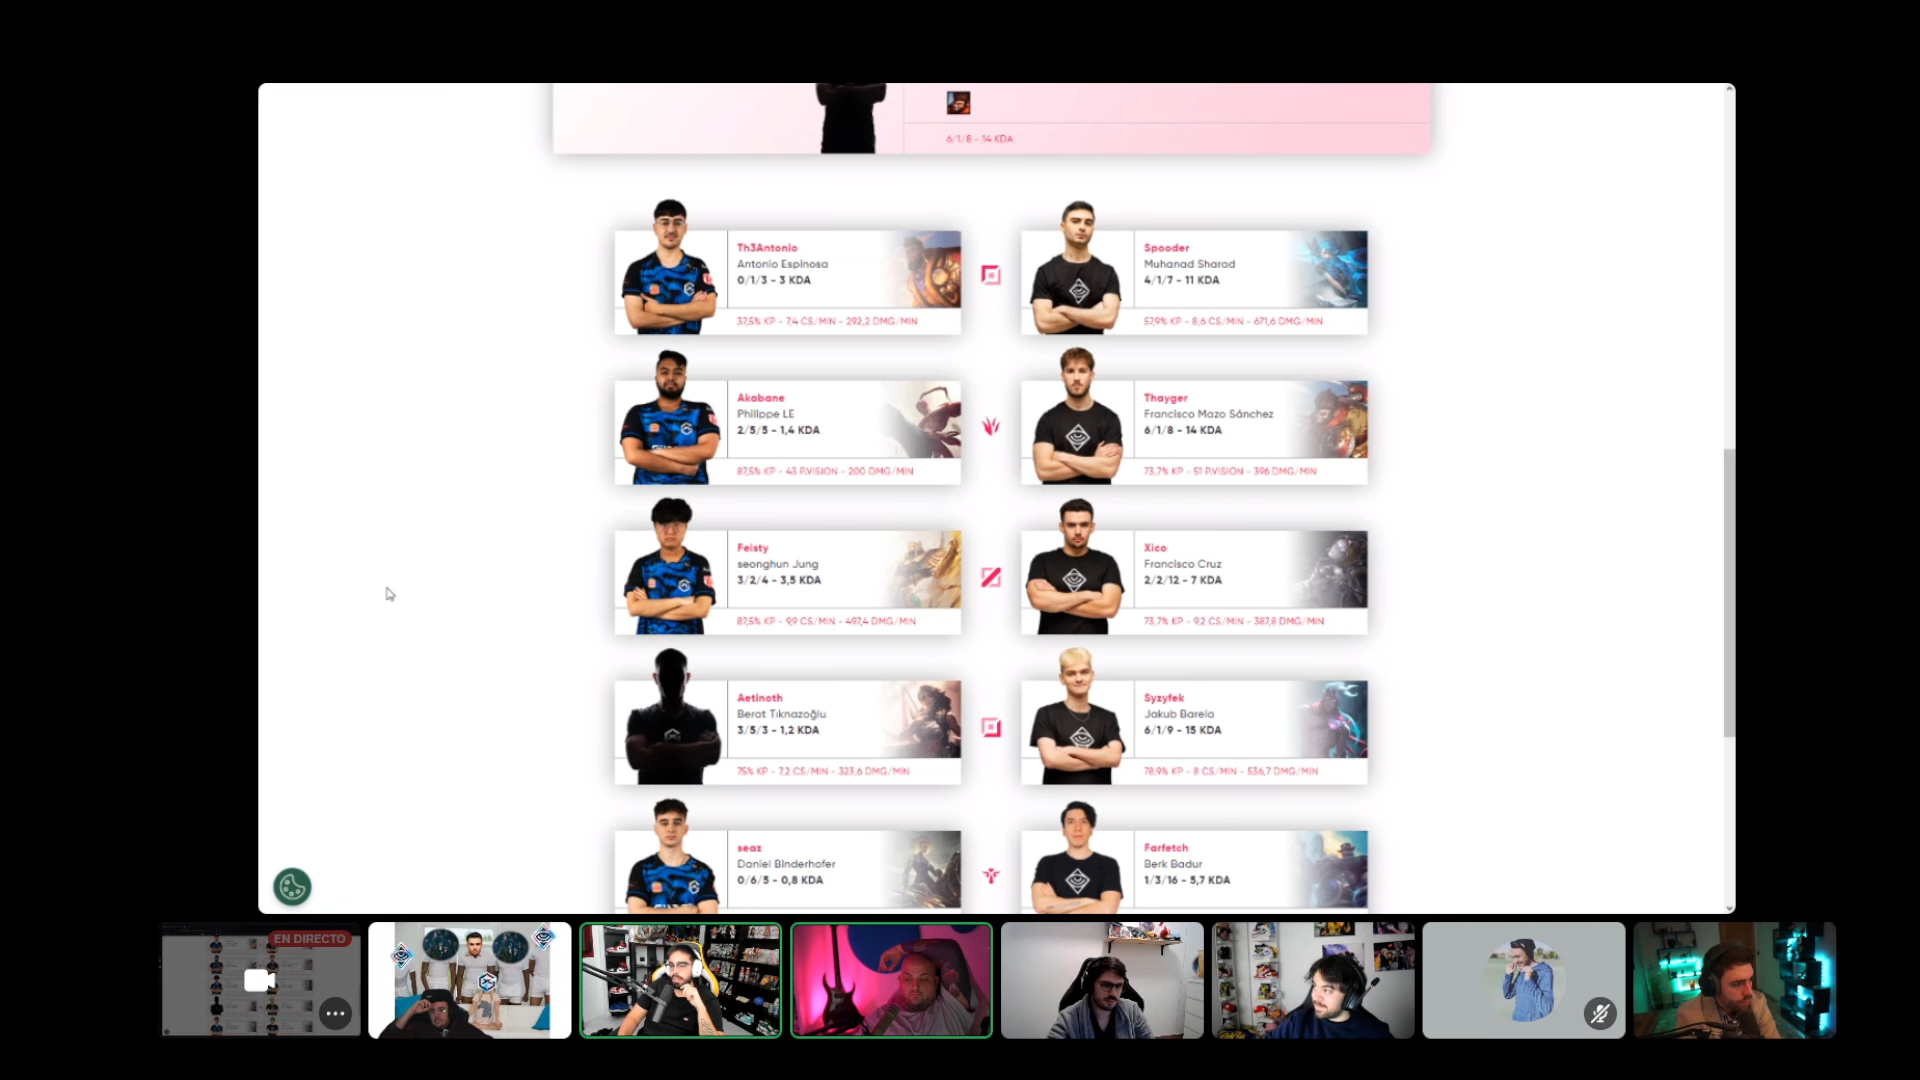 6/1/8 - 14 KDA
Th3Antonio
Antonio Espinosa
0/1/3 - 3 KDA
37,5% KP - 7,4 CS/MIN - 292,2 DMG/MIN
Spooder
Muhanad Sharad
4/1/7 - 11 KDA
57,9% KP - 8,6 CS/MIN - 671,6 DMG/MIN
Akabane
Philippe LE
2/5/5 - 1,4 KDA
87,5% KP - 43 P.VISION - 200 DMG/MIN
Thayger
Francisco Mazo Sánchez
6/1/8 - 14 KDA
73,7% KP - 51 P.VISION - 396 DMG/MIN
Feisty
seonghun Jung
3/2/4 - 3,5 KDA
87,5% KP - 9,9 CS/MIN - 497,4 DMG/MIN
Xico
Francisco Cruz
2/2/12 - 7 KDA
73,7% KP - 9,2 CS/MIN - 387,8 DMG/MIN
Aetinoth
Berat Tıknazoğlu
3/5/3 - 1,2 KDA
75% KP - 7,2 CS/MIN - 323,6 DMG/MIN
Syzyfek
Jakub Barela
6/1/9 - 15 KDA
78,9% KP - 8 CS/MIN - 536,7 DMG/MIN
seaz
Daniel Binderhofer
0/6/5 - 0,8 KDA
Farfetch
Berk Badur
1/3/16 - 5,7 KDA
EN DIRECTO